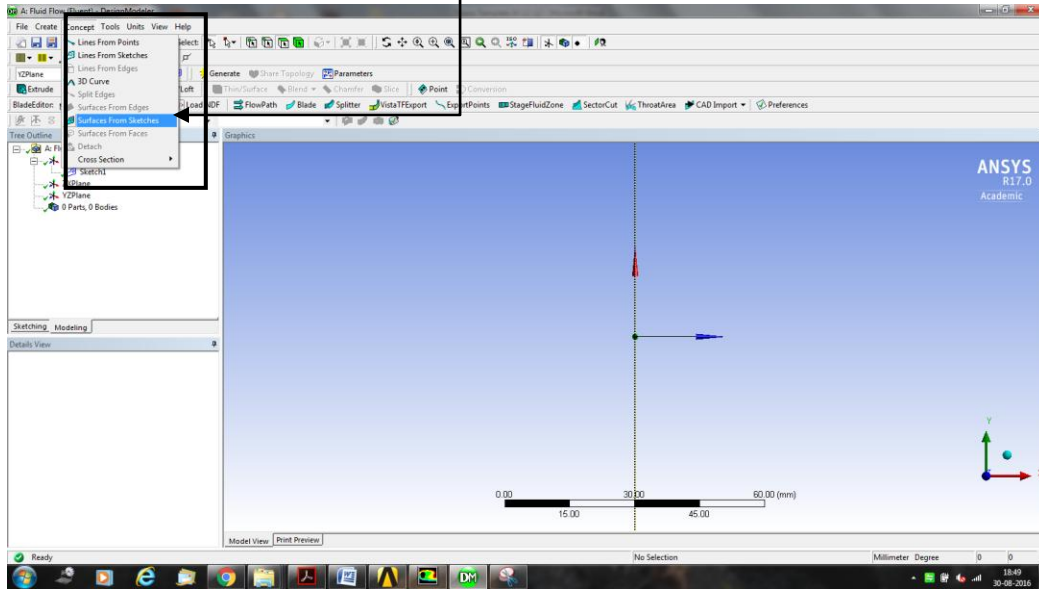 A: Fluid Flow (Fluent) - DesignModeler
File Create Concept Tools Units View Help
Lines From Points
Lines From Sketches
Lines From Edges
3D Curve
Split Edges
Surfaces From Edges
Surfaces From Sketches
Surfaces From Faces
Detach
Cross Section
YZPlane
Generate Share Topology Parameters
Extrude Loft Thin/Surface Blend Chamfer Slice Point Conversion
BladeEditor: Load NDF FlowPath Blade Splitter VistaTFExport ExportPoints StageFluidZone SectorCut ThroatArea CAD Import Preferences
Tree Outline
Graphics
A: Fl
Sketch1
YZPlane
0 Parts, 0 Bodies
ANSYS
R17.0
Academic
Sketching Modeling
Details View
Y
0.00 30.00 60.00 (mm)
15.00 45.00
Model View Print Preview
Ready No Selection Millimeter Degree 0 0
DM
18:49
30-08-2016